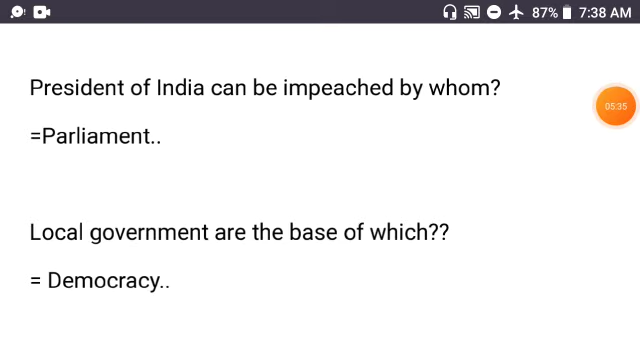 87% 7:38 AM
President of India can be impeached by whom?
05:35
=Parliament..
Local government are the base of which??
= Democracy..